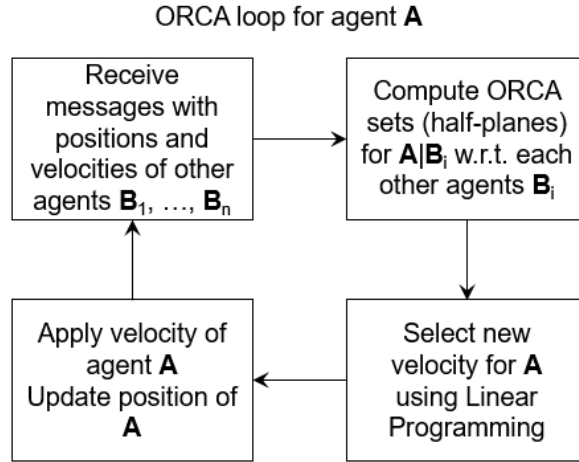 ORCA loop for agent A
Receive
messages with
positions and
velocities of other
agents B₁, …, Bₙ
Compute ORCA
sets (half-planes)
for A|Bᵢ w.r.t. each
other agents Bᵢ
Apply velocity of
agent A
Update position of
A
Select new
velocity for A
using Linear
Programming